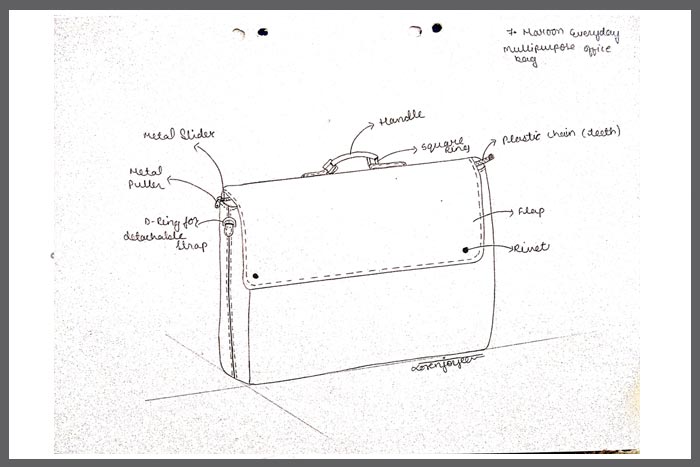 7. Maroon Everyday
Multipurpose office
bag
Handle
Metal Slider
Square
Ring
Plastic chain (teeth)
Metal
Puller
D-Ring for
detachable
Strap
Flap
Rivet